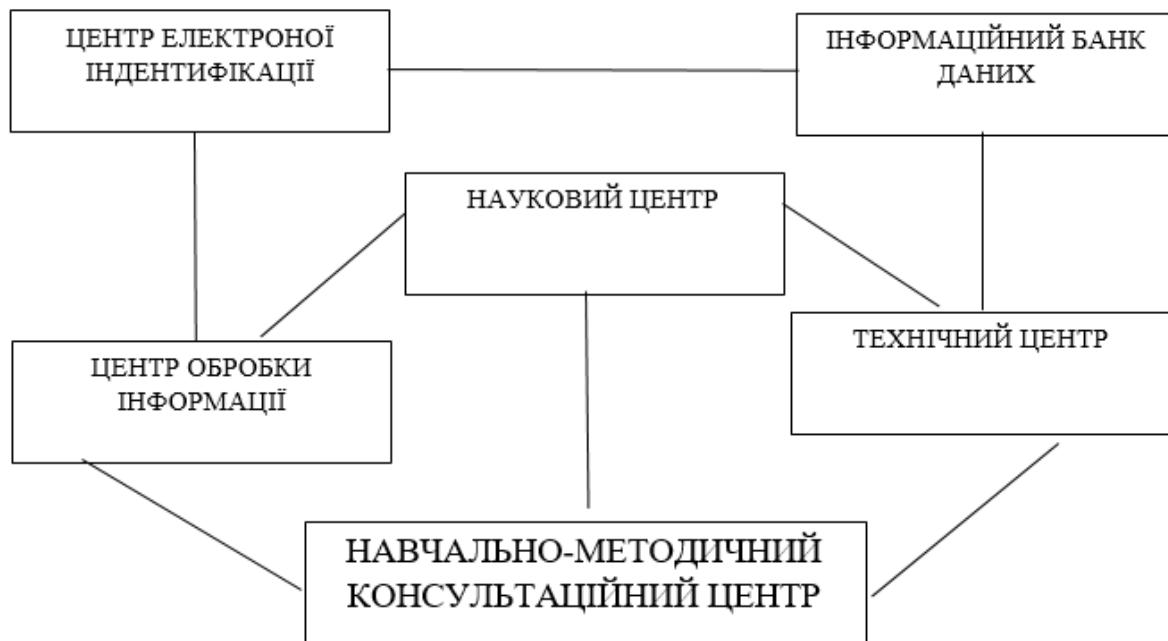 ЦЕНТР ЕЛЕКТРОНОЇ
ІНДЕНТИФІКАЦІЇ
ІНФОРМАЦІЙНИЙ БАНК
ДАНИХ
НАУКОВИЙ ЦЕНТР
ЦЕНТР ОБРОБКИ
ІНФОРМАЦІЇ
ТЕХНІЧНИЙ ЦЕНТР
НАВЧАЛЬНО-МЕТОДИЧНИЙ
КОНСУЛЬТАЦІЙНИЙ ЦЕНТР